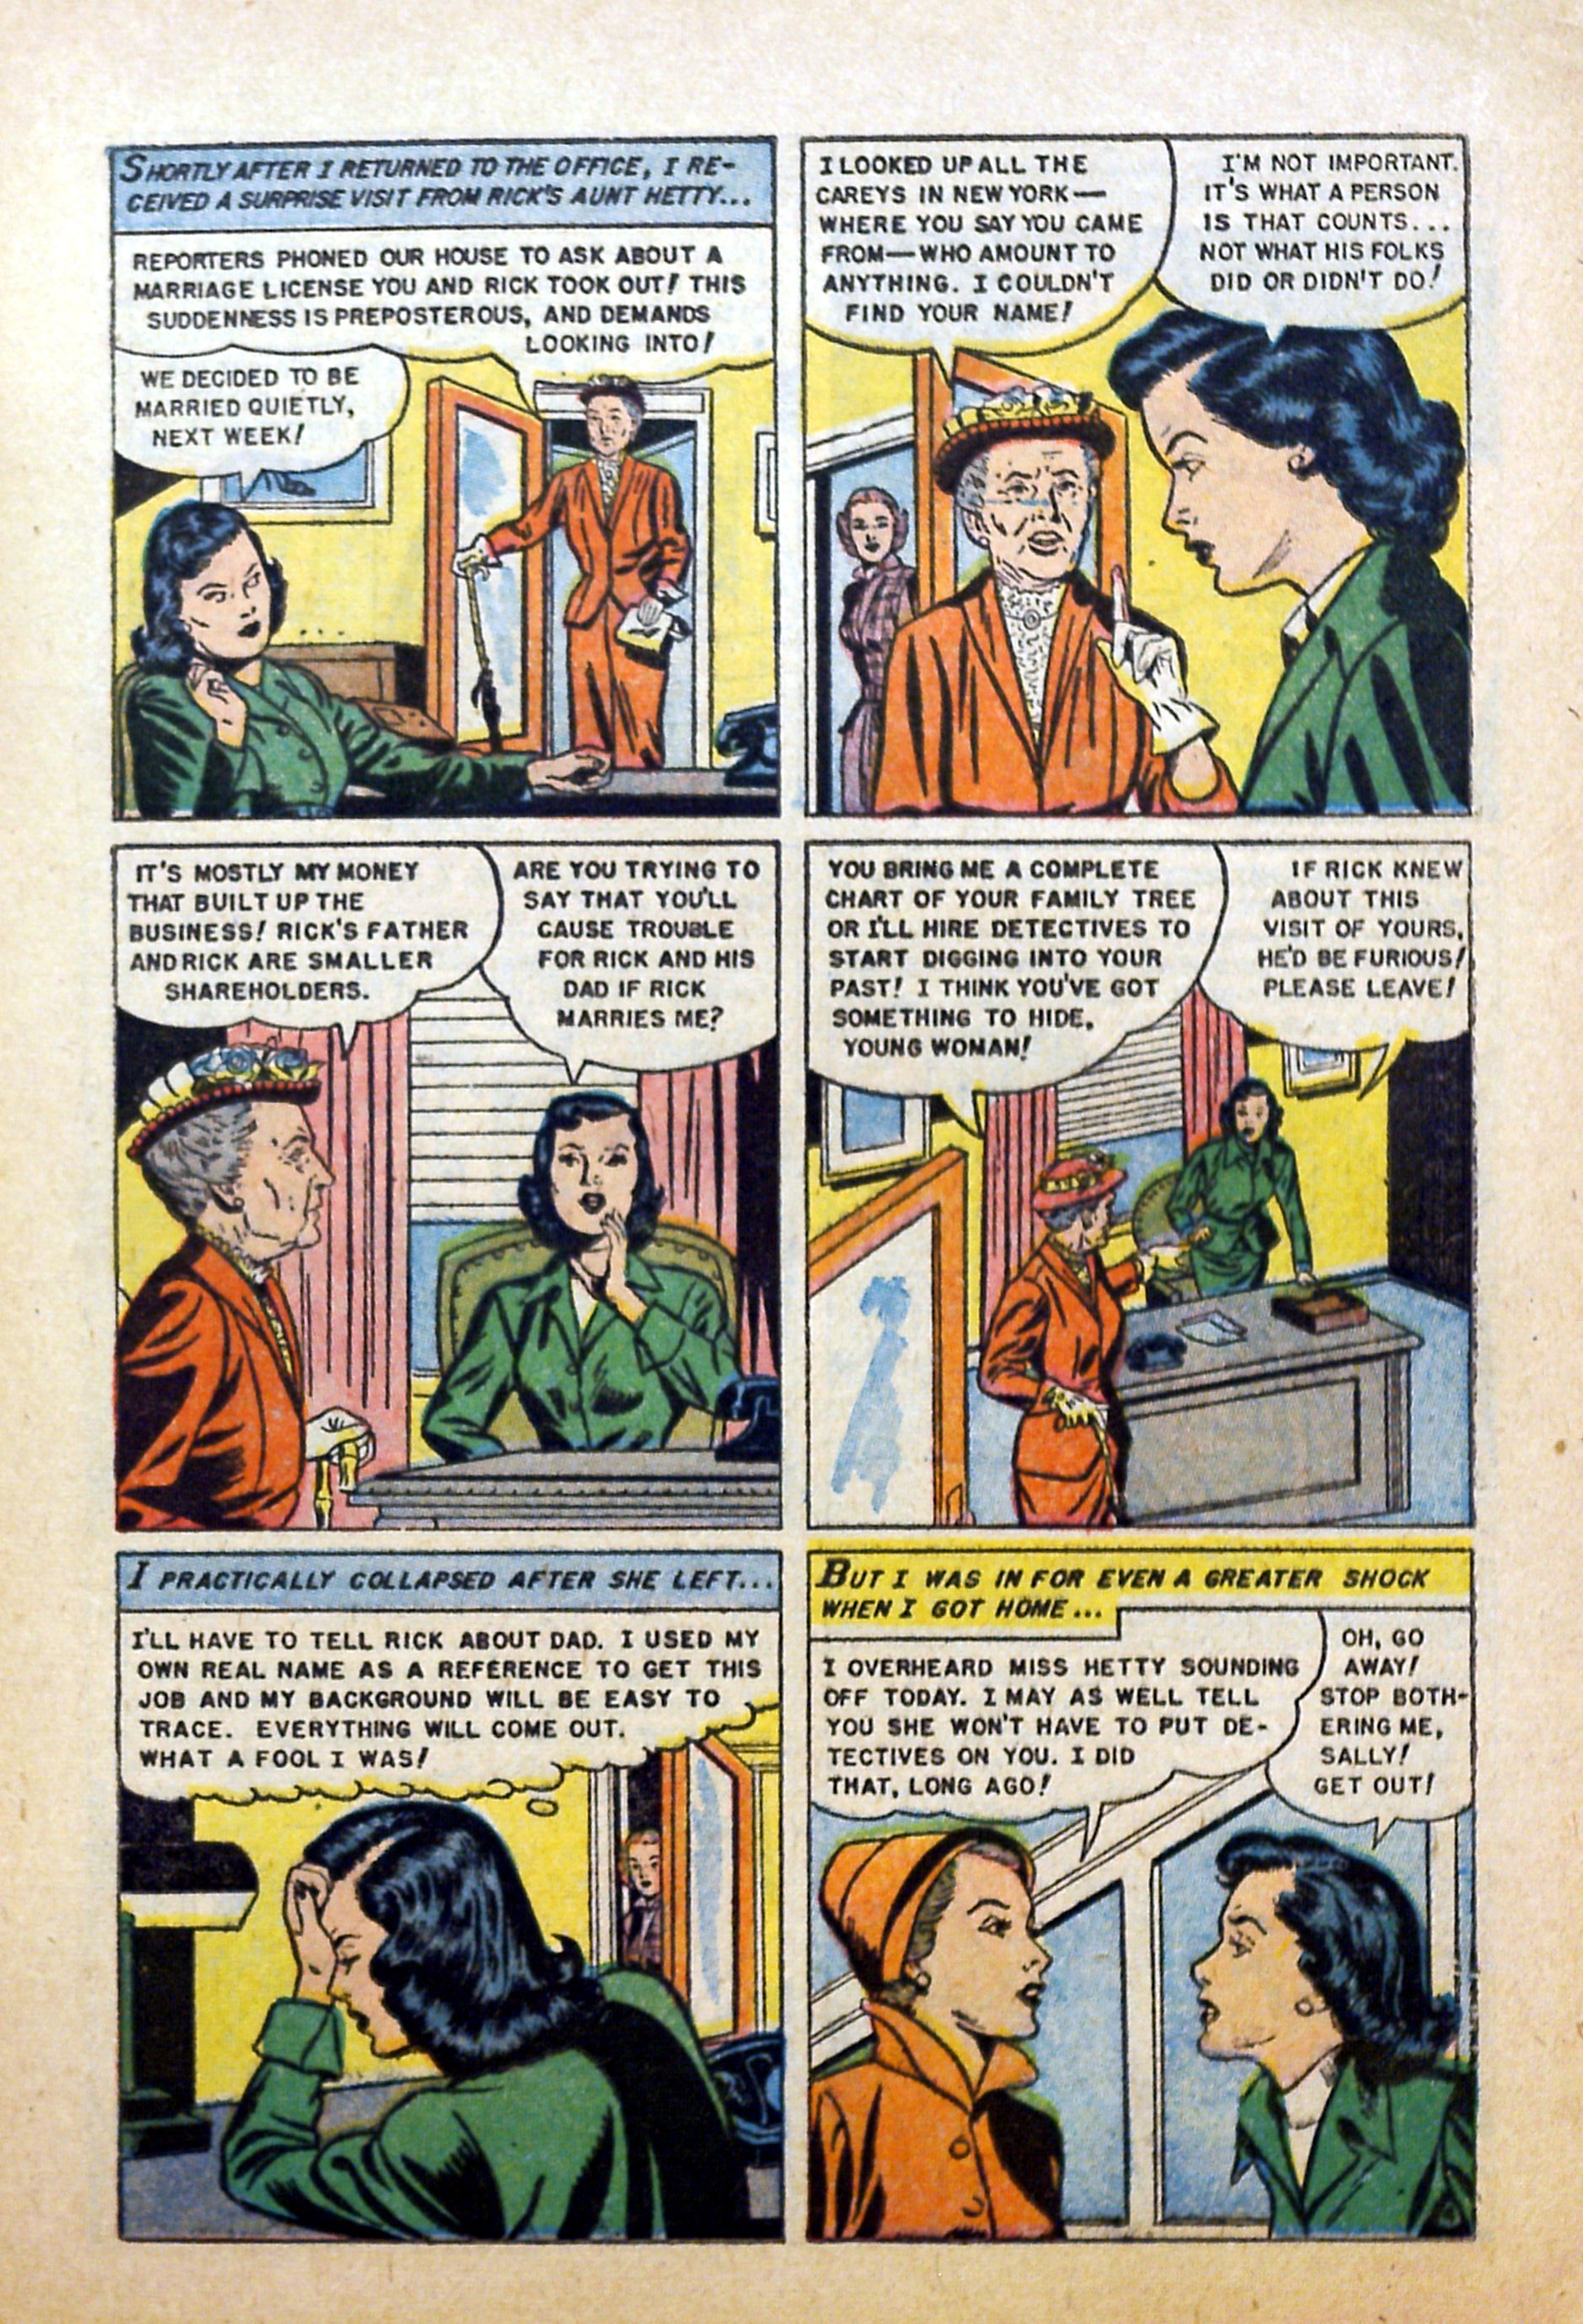 SHORTLY AFTER I RETURNED TO THE OFFICE, I RE-
CEIVED A SURPRISE VISIT FROM RICK'S AUNT HETTY...
REPORTERS PHONED OUR HOUSE TO ASK ABOUT A
MARRIAGE LICENSE YOU AND RICK TOOK OUT! THIS
SUDDENNESS IS PREPOSTEROUS, AND DEMANDS
LOOKING INTO!
WE DECIDED TO BE
MARRIED QUIETLY,
NEXT WEEK!
I LOOKED UP ALL THE
CAREYS IN NEW YORK—
WHERE YOU SAY YOU CAME
FROM—WHO AMOUNT TO
ANYTHING. I COULDN'T
FIND YOUR NAME!
I'M NOT IMPORTANT.
IT'S WHAT A PERSON
IS THAT COUNTS...
NOT WHAT HIS FOLKS
DID OR DIDN'T DO!
IT'S MOSTLY MY MONEY
THAT BUILT UP THE
BUSINESS! RICK'S FATHER
AND RICK ARE SMALLER
SHAREHOLDERS.
ARE YOU TRYING TO
SAY THAT YOU'LL
CAUSE TROUBLE
FOR RICK AND HIS
DAD IF RICK
MARRIES ME?
YOU BRING ME A COMPLETE
CHART OF YOUR FAMILY TREE
OR I'LL HIRE DETECTIVES TO
START DIGGING INTO YOUR
PAST! I THINK YOU'VE GOT
SOMETHING TO HIDE,
YOUNG WOMAN!
IF RICK KNEW
ABOUT THIS
VISIT OF YOURS,
HE'D BE FURIOUS!
PLEASE LEAVE!
I PRACTICALLY COLLAPSED AFTER SHE LEFT...
I'LL HAVE TO TELL RICK ABOUT DAD. I USED MY
OWN REAL NAME AS A REFERENCE TO GET THIS
JOB AND MY BACKGROUND WILL BE EASY TO
TRACE. EVERYTHING WILL COME OUT.
WHAT A FOOL I WAS!
BUT I WAS IN FOR EVEN A GREATER SHOCK
WHEN I GOT HOME...
I OVERHEARD MISS HETTY SOUNDING
OFF TODAY. I MAY AS WELL TELL
YOU SHE WON'T HAVE TO PUT DE-
TECTIVES ON YOU. I DID
THAT, LONG AGO!
OH, GO
AWAY!
STOP BOTH-
ERING ME,
SALLY!
GET OUT!